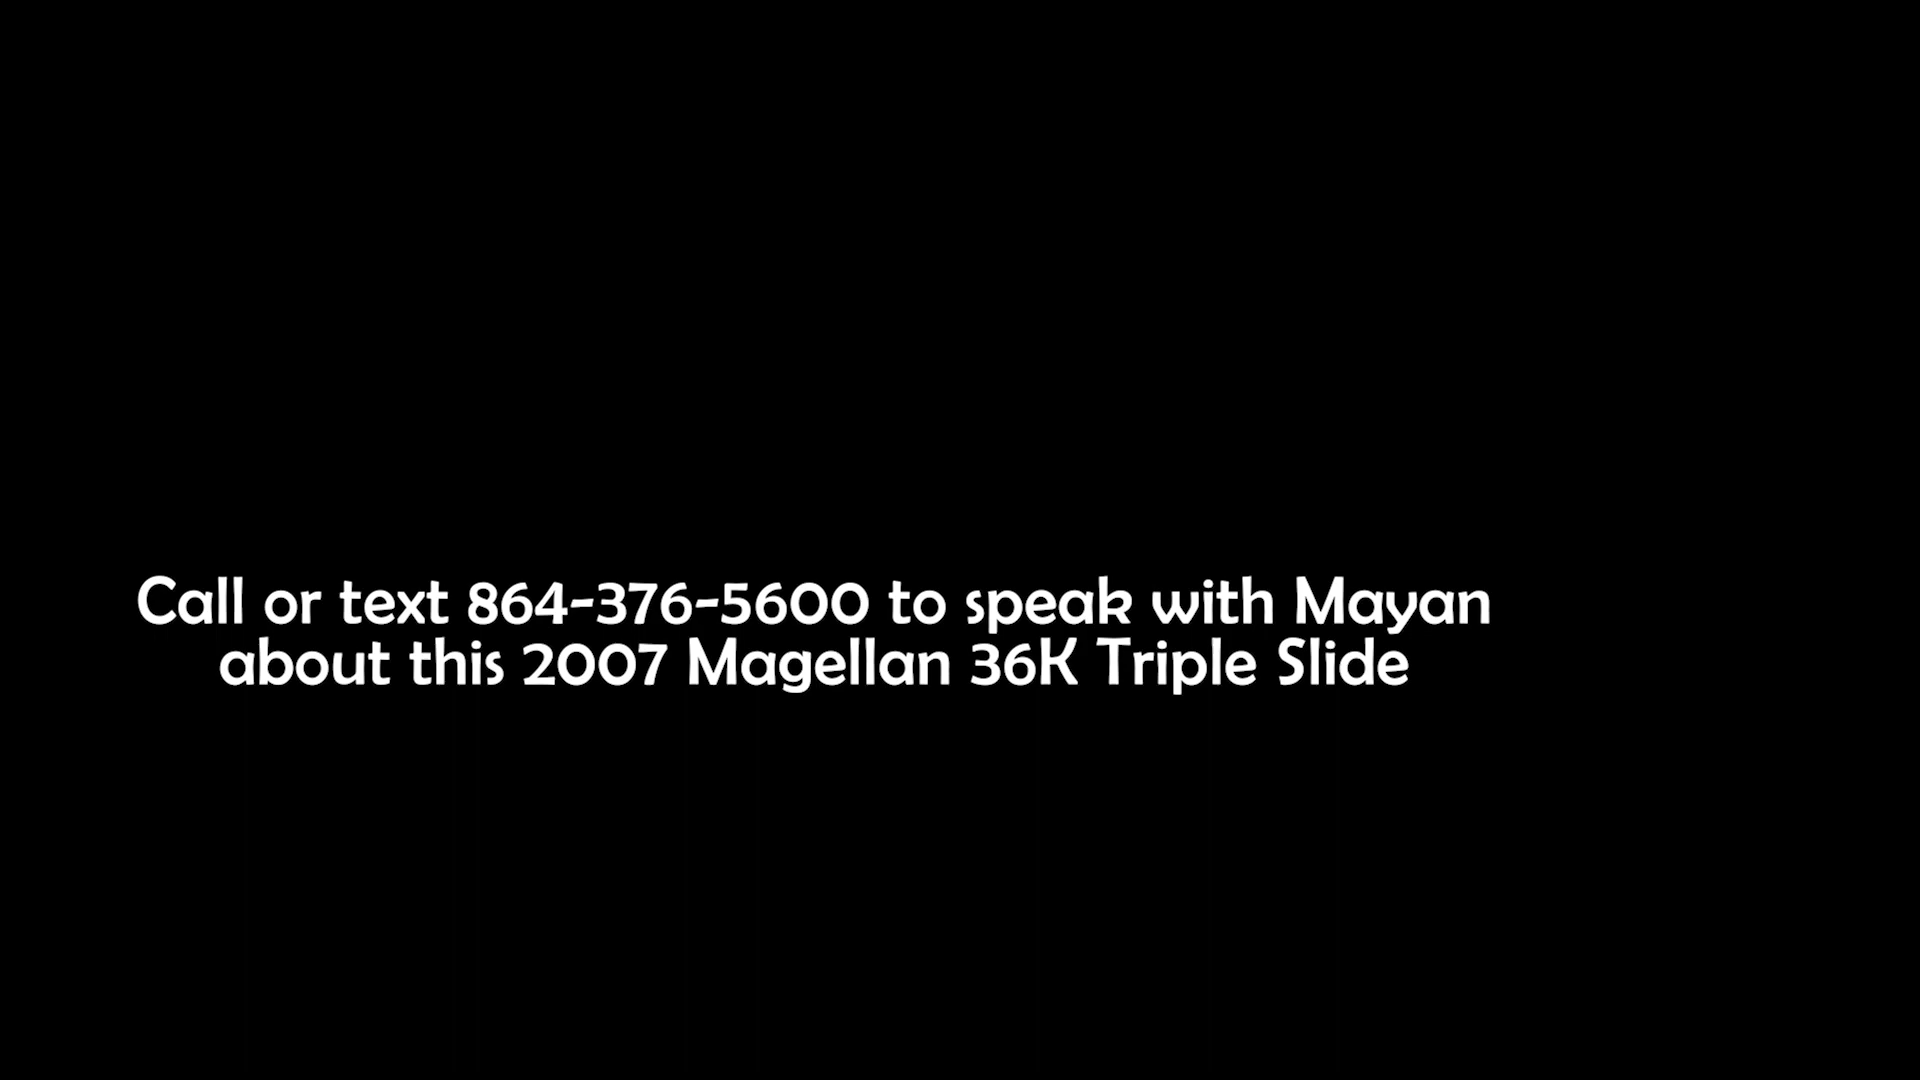 Call or text 864-376-5600 to speak with Mayan
about this 2007 Magellan 36K Triple Slide